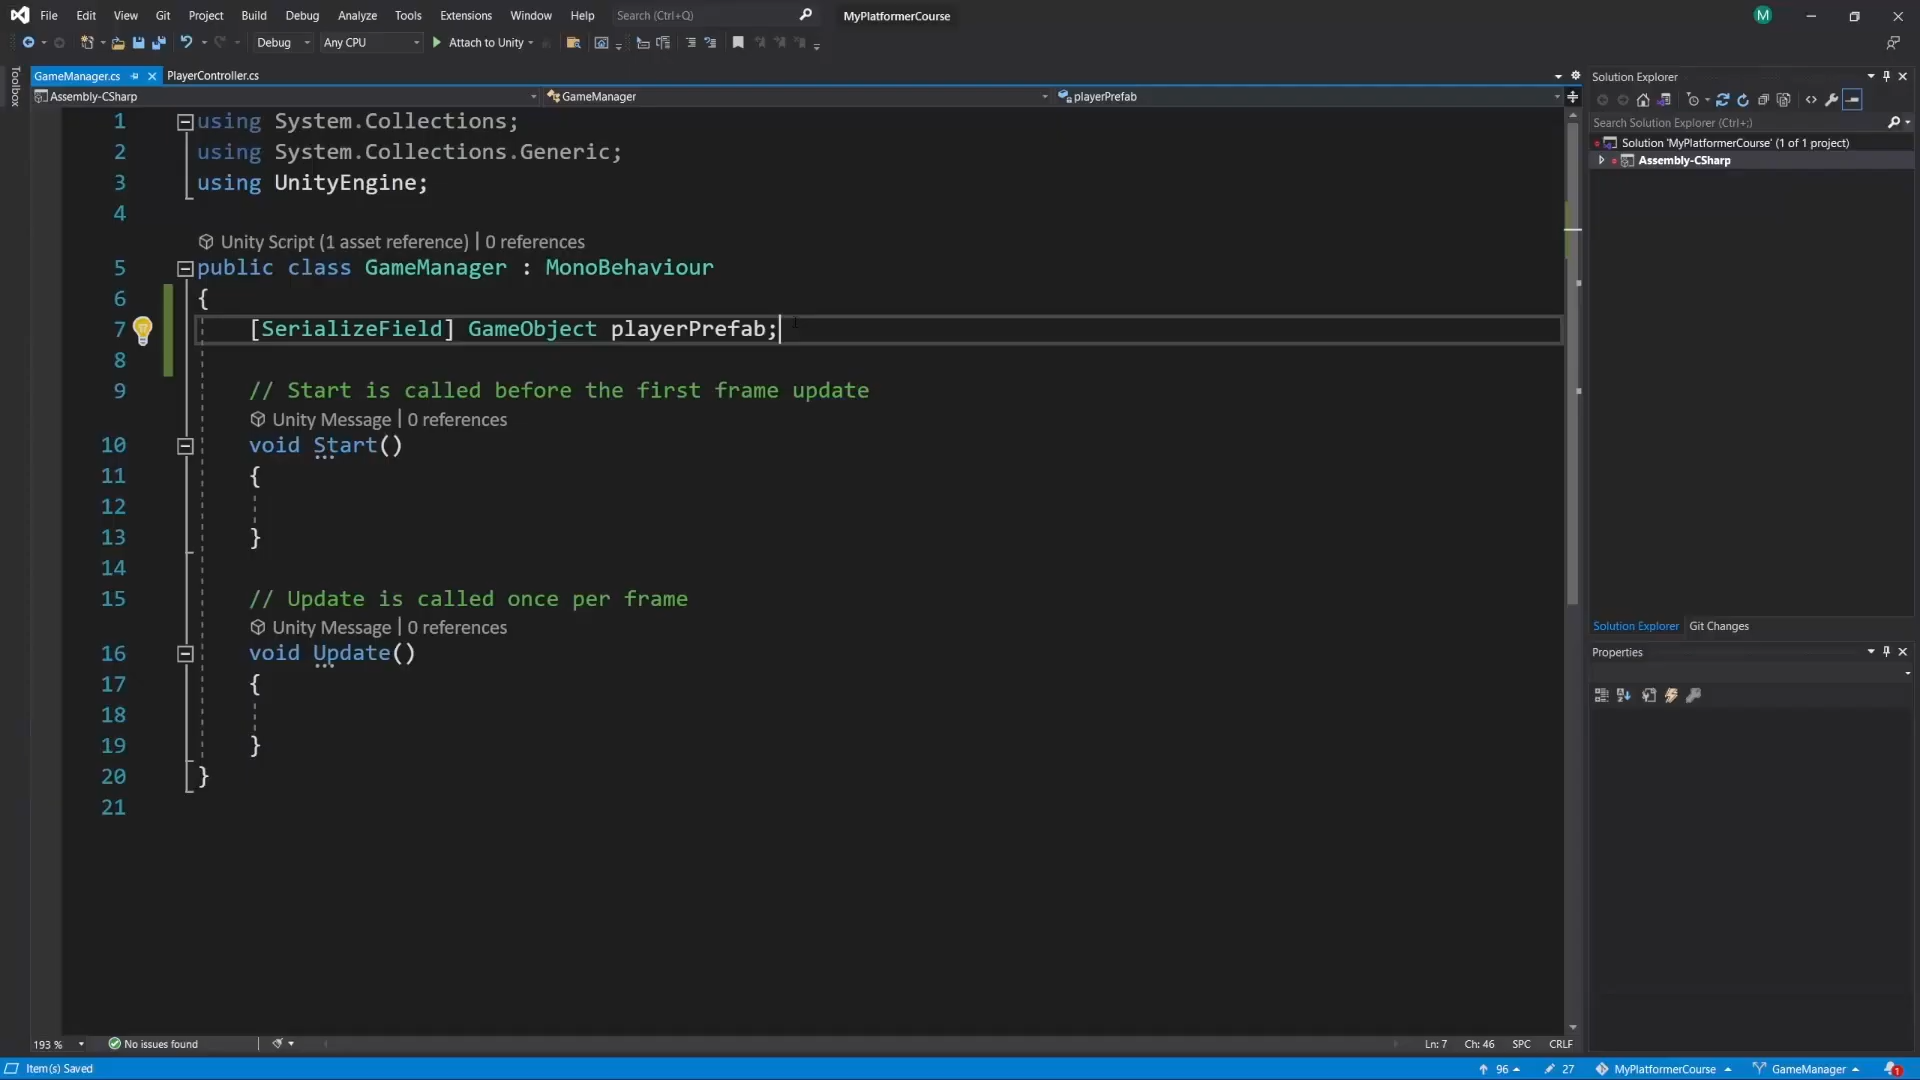 File Edit View Git Project Build Debug Analyze Tools Extensions Window Help Search (Ctrl+Q) MyPlatformerCourse M
Debug Any CPU Attach to Unity
Toolbox
GameManager.cs PlayerController.cs
Assembly-CSharp GameManager playerPrefab
1 using System.Collections;
2 using System.Collections.Generic;
3 using UnityEngine;
4
Unity Script (1 asset reference) | 0 references
5 public class GameManager : MonoBehaviour
6 {
7 [SerializeField] GameObject playerPrefab;
8
9 // Start is called before the first frame update
Unity Message | 0 references
10 void Start()
11 {
12
13 }
14
15 // Update is called once per frame
Unity Message | 0 references
16 void Update()
17 {
18
19 }
20 }
21
Solution Explorer
Search Solution Explorer (Ctrl+;)
Solution 'MyPlatformerCourse' (1 of 1 project)
Assembly-CSharp
Solution Explorer Git Changes
Properties
193 % No issues found Ln: 7 Ch: 46 SPC CRLF
Item(s) Saved 96 27 MyPlatformerCourse GameManager 1